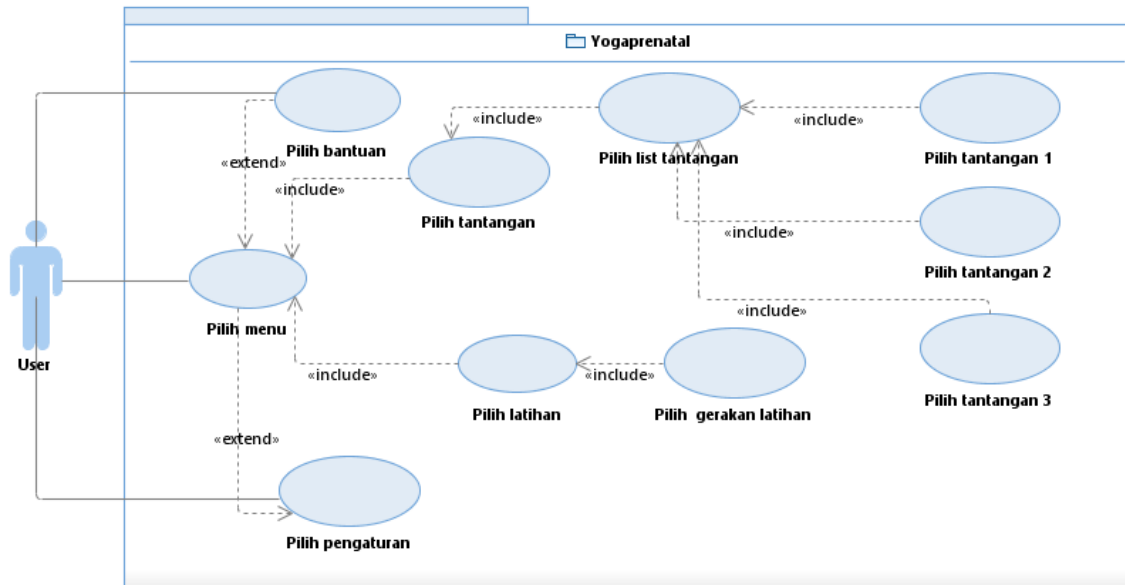 Yogaprenatal
Pilih bantuan
«extend»
«include»
Pilih tantangan
«include»
Pilih list tantangan
«include»
Pilih tantangan 1
«include»
Pilih tantangan 2
«include»
Pilih tantangan 3
User
Pilih menu
«include»
Pilih latihan
«include»
Pilih gerakan latihan
«extend»
Pilih pengaturan